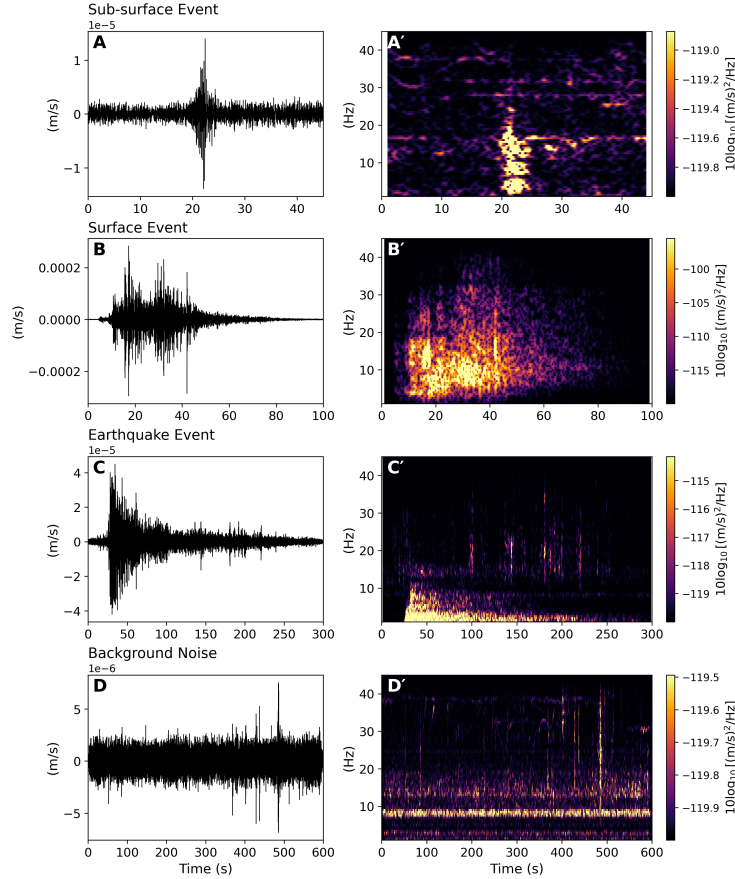 Sub-surface Event
1e−5
A
1
0
−1
(m/s)
0 10 20 30 40
A′
40
30
20
10
(Hz)
0 10 20 30 40
−119.0
−119.2
−119.4
−119.6
−119.8
10log₁₀ [(m/s)²/Hz]
Surface Event
B
0.0002
0.0000
−0.0002
(m/s)
0 20 40 60 80 100
B′
40
30
20
10
(Hz)
0 20 40 60 80 100
−100
−105
−110
−115
10log₁₀ [(m/s)²/Hz]
Earthquake Event
1e−5
C
4
2
0
−2
−4
(m/s)
0 50 100 150 200 250 300
C′
40
30
20
10
(Hz)
0 50 100 150 200 250 300
−115
−116
−117
−118
−119
10log₁₀ [(m/s)²/Hz]
Background Noise
1e−6
D
5
0
−5
(m/s)
0 100 200 300 400 500 600
Time (s)
D′
40
30
20
10
(Hz)
0 100 200 300 400 500 600
Time (s)
−119.5
−119.6
−119.7
−119.8
−119.9
10log₁₀ [(m/s)²/Hz]